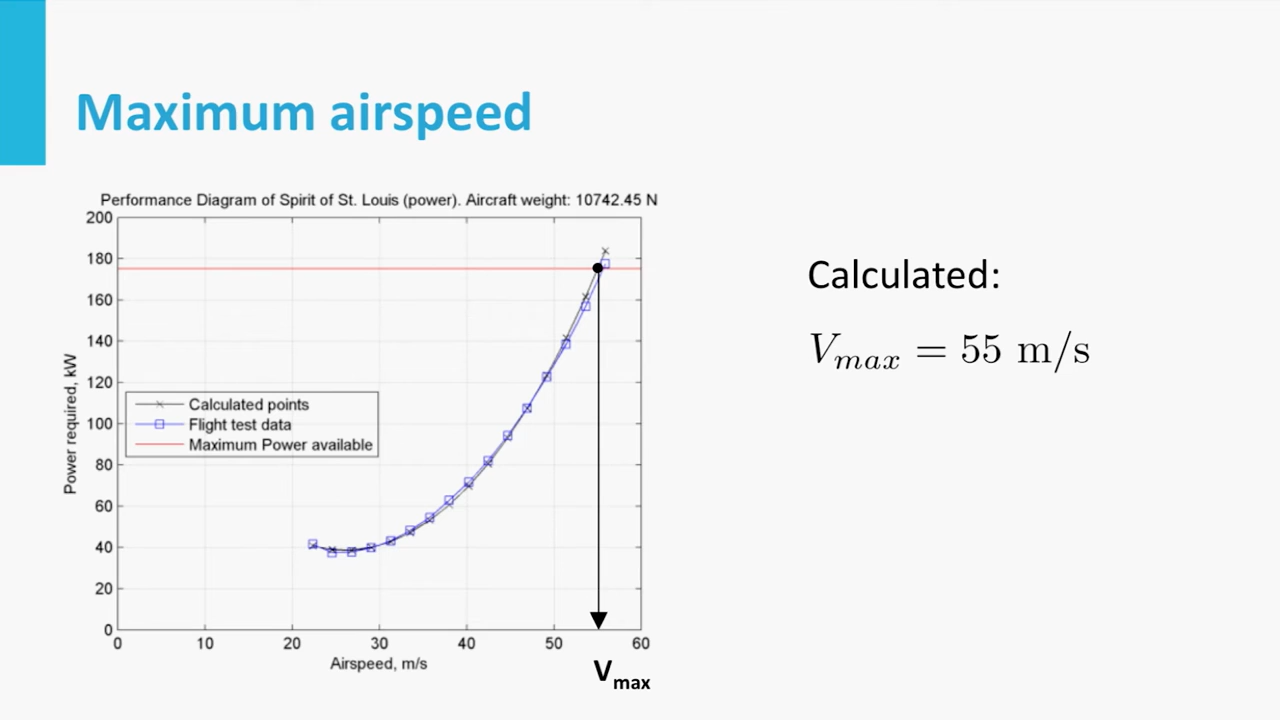 Maximum airspeed
Performance Diagram of Spirit of St. Louis (power). Aircraft weight: 10742.45 N
200
180
160
140
120
100
80
60
40
20
0
Power required, kW
Calculated points
Flight test data
Maximum Power available
0 10 20 30 40 50 60
Airspeed, m/s
Vmax
Calculated:
Vmax = 55 m/s